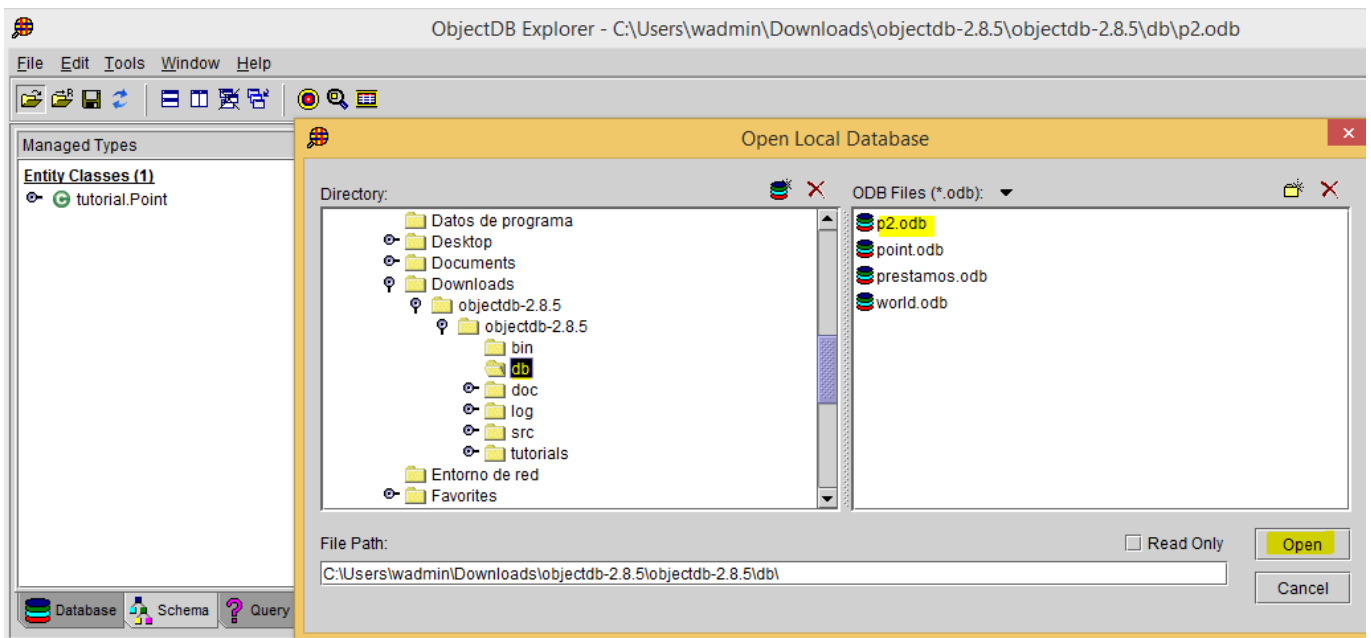 ObjectDB Explorer - C:\Users\wadmin\Downloads\objectdb-2.8.5\objectdb-2.8.5\db\p2.odb
File Edit Tools Window Help
Managed Types
Entity Classes (1)
tutorial.Point
Database Schema Query
Open Local Database
Directory:
Datos de programa
Desktop
Documents
Downloads
objectdb-2.8.5
objectdb-2.8.5
bin
db
doc
log
src
tutorials
Entorno de red
Favorites
ODB Files (*.odb):
p2.odb
point.odb
prestamos.odb
world.odb
File Path:
Read Only
Open
C:\Users\wadmin\Downloads\objectdb-2.8.5\objectdb-2.8.5\db\
Cancel